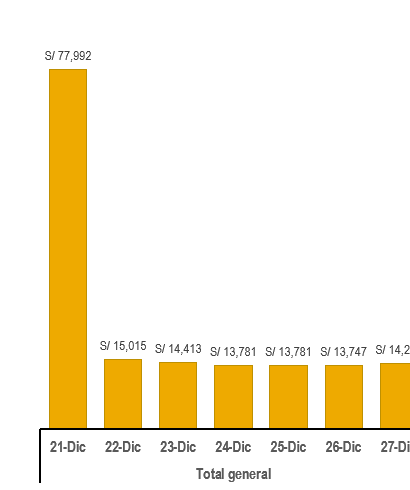 S/ 77,992
S/ 15,015
S/ 14,413
S/ 13,781
S/ 13,781
S/ 13,747
21-Dic
22-Dic
23-Dic
24-Dic
25-Dic
26-Dic
Total general